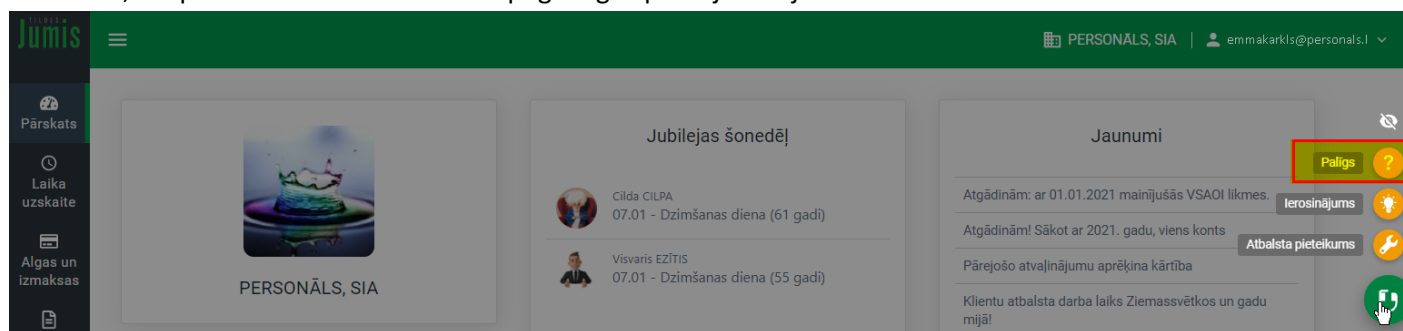 TILDES
Jumis
PERSONĀLS, SIA | emmakarkls@personals.l
Pārskats
Laika
uzskaite
Algas un
izmaksas
PERSONĀLS, SIA
Jubilejas šonedēļ
Cilda CILPA
07.01 - Dzimšanas diena (61 gadi)
Visvaris EZĪTIS
07.01 - Dzimšanas diena (55 gadi)
Jaunumi
Atgādinām: ar 01.01.2021 mainījušās VSAOI likmes.
Atgādinām! Sākot ar 2021. gadu, viens konts
Pārejošo atvaļinājumu aprēķina kārtība
Klientu atbalsta darba laiks Ziemassvētkos un gadu
mijā!
Palīgs
?
Ierosinājums
Atbalsta pieteikums